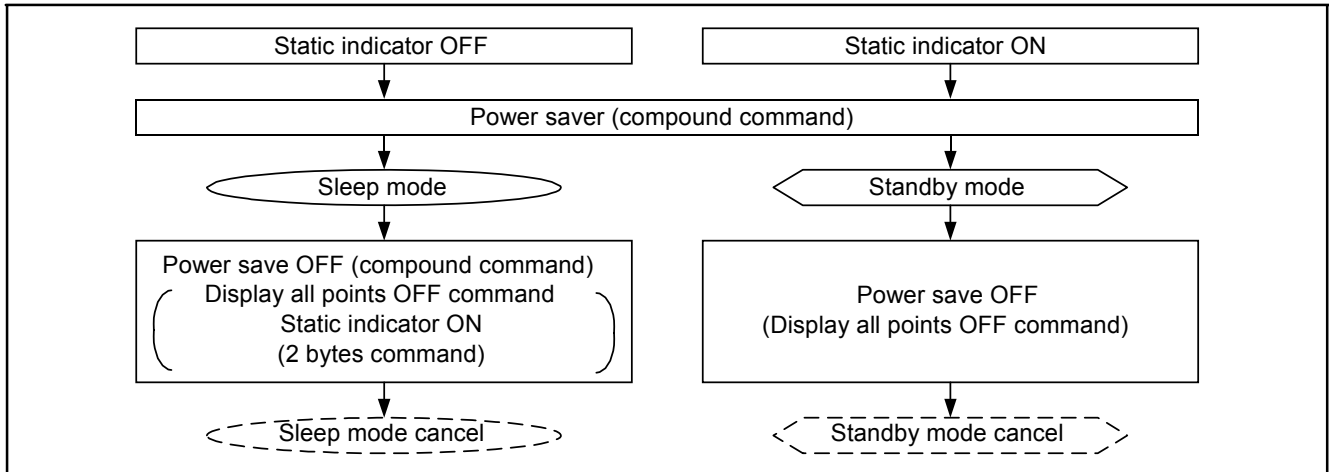 Static indicator OFF
Static indicator ON
Power saver (compound command)
Sleep mode
Standby mode
Power save OFF (compound command)
Display all points OFF command
Static indicator ON
(2 bytes command)
Power save OFF
(Display all points OFF command)
Sleep mode cancel
Standby mode cancel